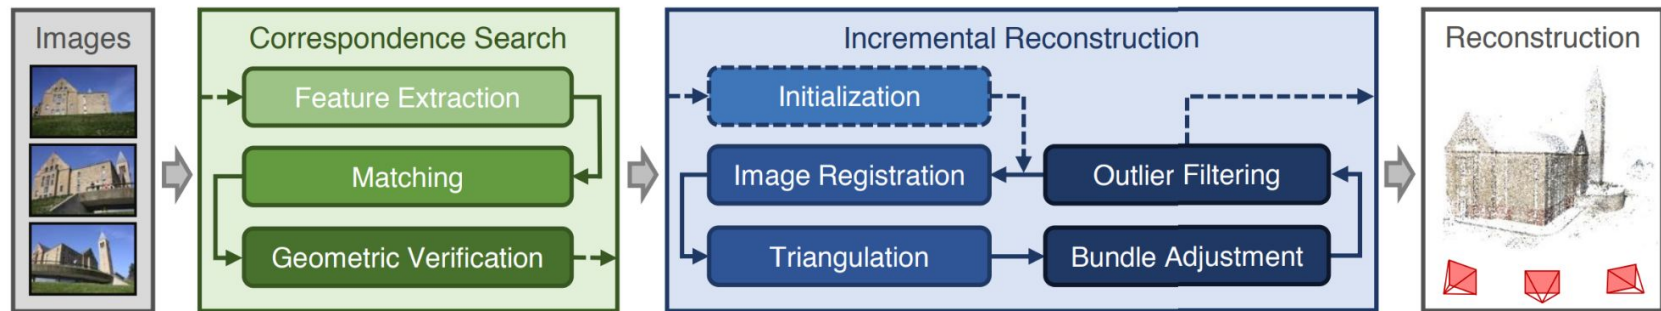 Images
Correspondence Search
Feature Extraction
Matching
Geometric Verification
Incremental Reconstruction
Initialization
Image Registration
Triangulation
Outlier Filtering
Bundle Adjustment
Reconstruction